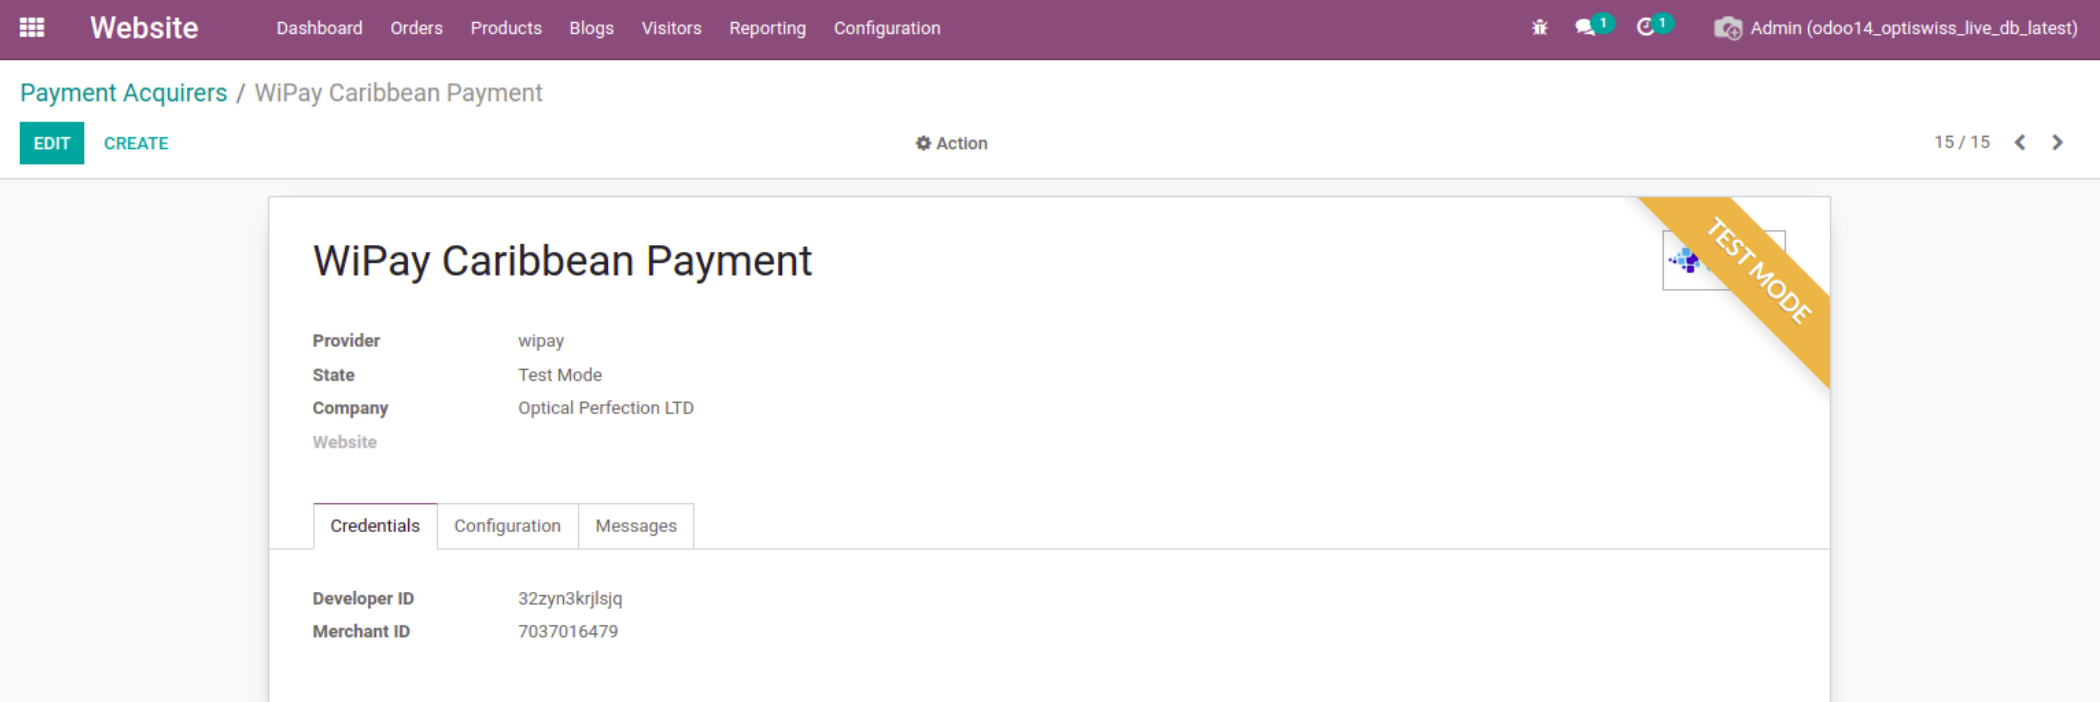 Website Dashboard Orders Products Blogs Visitors Reporting Configuration 1 1 Admin (odoo14_optiswiss_live_db_latest)
Payment Acquirers / WiPay Caribbean Payment
EDIT CREATE Action 15 / 15
TEST MODE
WiPay Caribbean Payment
Provider wipay
State Test Mode
Company Optical Perfection LTD
Website
Credentials Configuration Messages
Developer ID 32zyn3krjlsjq
Merchant ID 7037016479